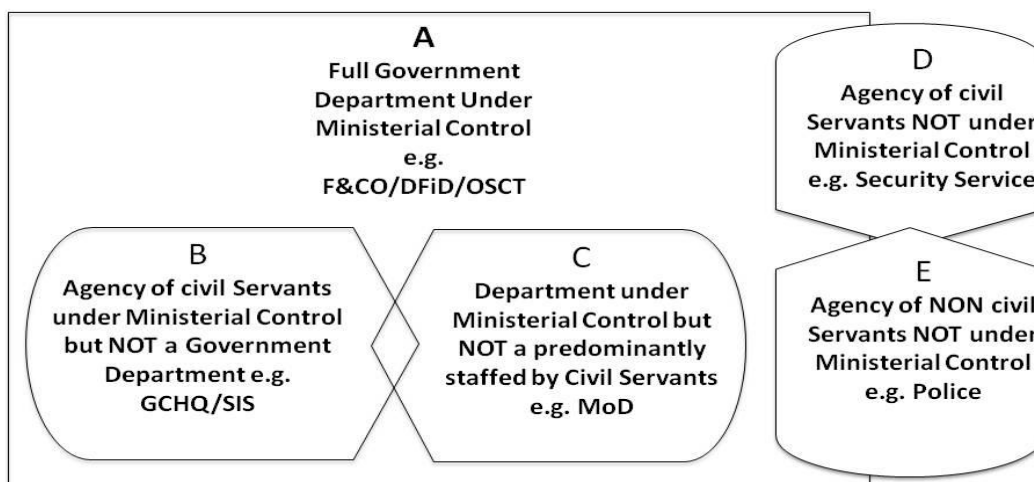 A
Full Government
Department Under
Ministerial Control
e.g.
F&CO/DFiD/OSCT
B
Agency of civil Servants
under Ministerial Control
but NOT a Government
Department e.g.
GCHQ/SIS
C
Department under
Ministerial Control but
NOT a predominantly
staffed by Civil Servants
e.g. MoD
D
Agency of civil
Servants NOT under
Ministerial Control
e.g. Security Service
E
Agency of NON civil
Servants NOT under
Ministerial Control
e.g. Police